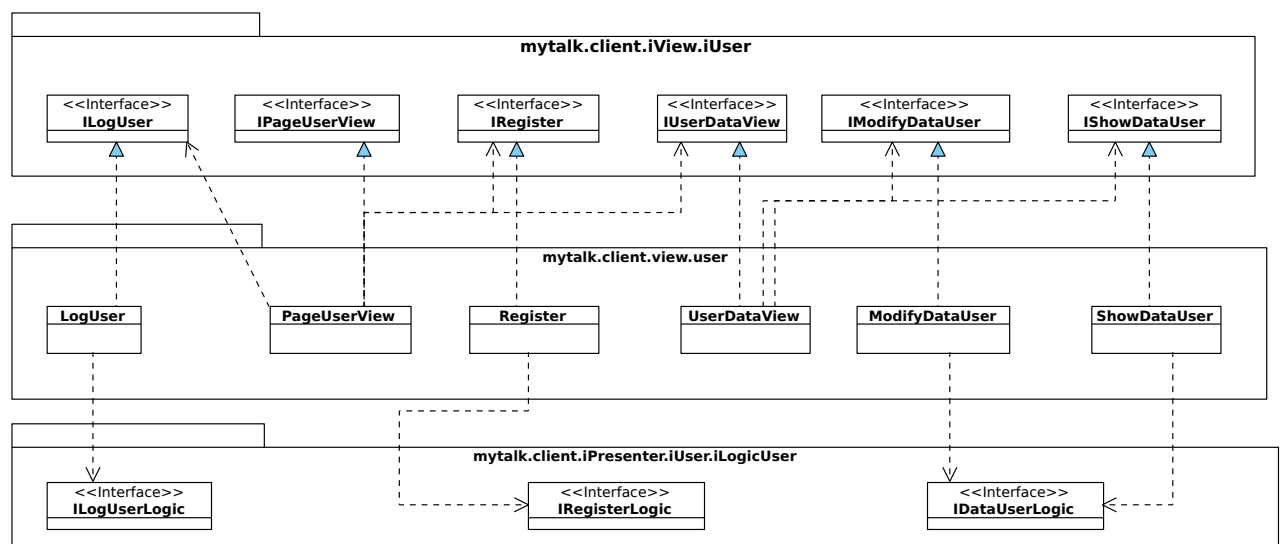 mytalk.client.iView.iUser
<<Interface>>
ILogUser
<<Interface>>
IPageUserView
<<Interface>>
IRegister
<<Interface>>
IUserDataView
<<Interface>>
IModifyDataUser
<<Interface>>
IShowDataUser
mytalk.client.view.user
LogUser
PageUserView
Register
UserDataView
ModifyDataUser
ShowDataUser
mytalk.client.iPresenter.iUser.iLogicUser
<<Interface>>
ILogUserLogic
<<Interface>>
IRegisterLogic
<<Interface>>
IDataUserLogic